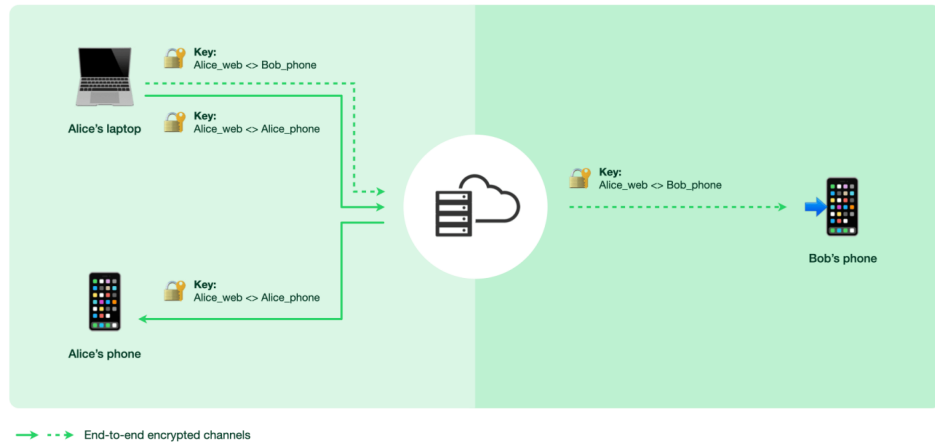 Key:
Alice_web <> Bob_phone
Alice's laptop
Key:
Alice_web <> Alice_phone
Key:
Alice_web <> Bob_phone
Bob's phone
Key:
Alice_web <> Alice_phone
Alice's phone
End-to-end encrypted channels